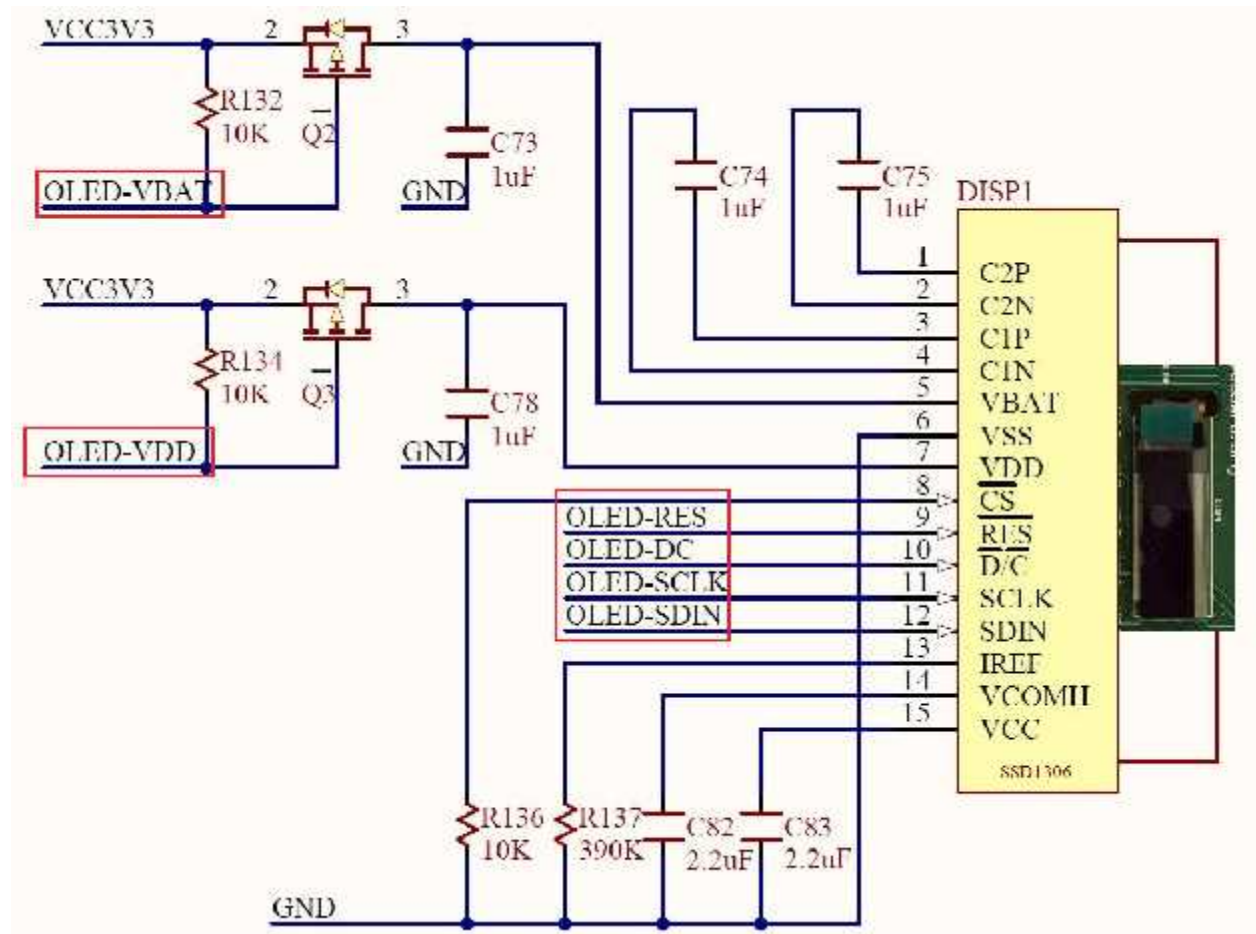 VCC3V3
2
3
R132
10K
Q2
C73
1uF
OLED-VBAT
GND
C74
1uF
C75
1uF
DISP1
VCC3V3
2
3
R134
10K
Q3
C78
1uF
OLED-VDD
GND
1 C2P
2 C2N
3 C1P
4 C1N
5 VBAT
6 VSS
7 VDD
8 CS
OLED-RES 9 RES
OLED-DC 10 D/C
OLED-SCLK 11 SCLK
OLED-SDIN 12 SDIN
13 IREF
14 VCOMH
15 VCC
SSD1306
R136
10K
R137
390K
C82
2.2uF
C83
2.2uF
GND